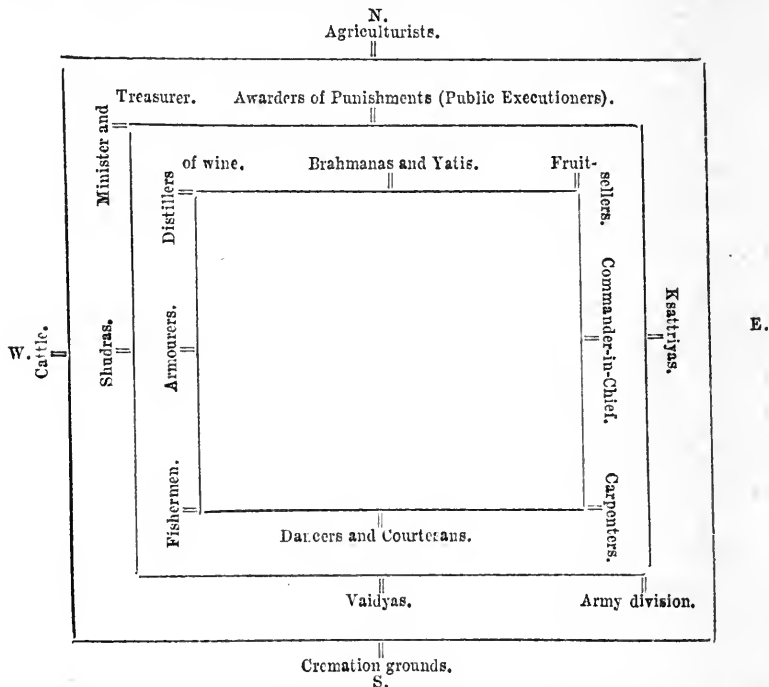 N.
Agriculturists.
Treasurer. Awarders of Punishments (Public Executioners).
Minister and
of wine. Brahmanas and Yatis. Fruit-
Distillers
sellers.
W.
Cattle.
Shudras.
Armourers.
Commander-in-Chief.
Ksattriyas.
E.
Fishermen.
Carpenters.
Dancers and Courtezans.
Vaidyas. Army division.
Cremation grounds.
S.